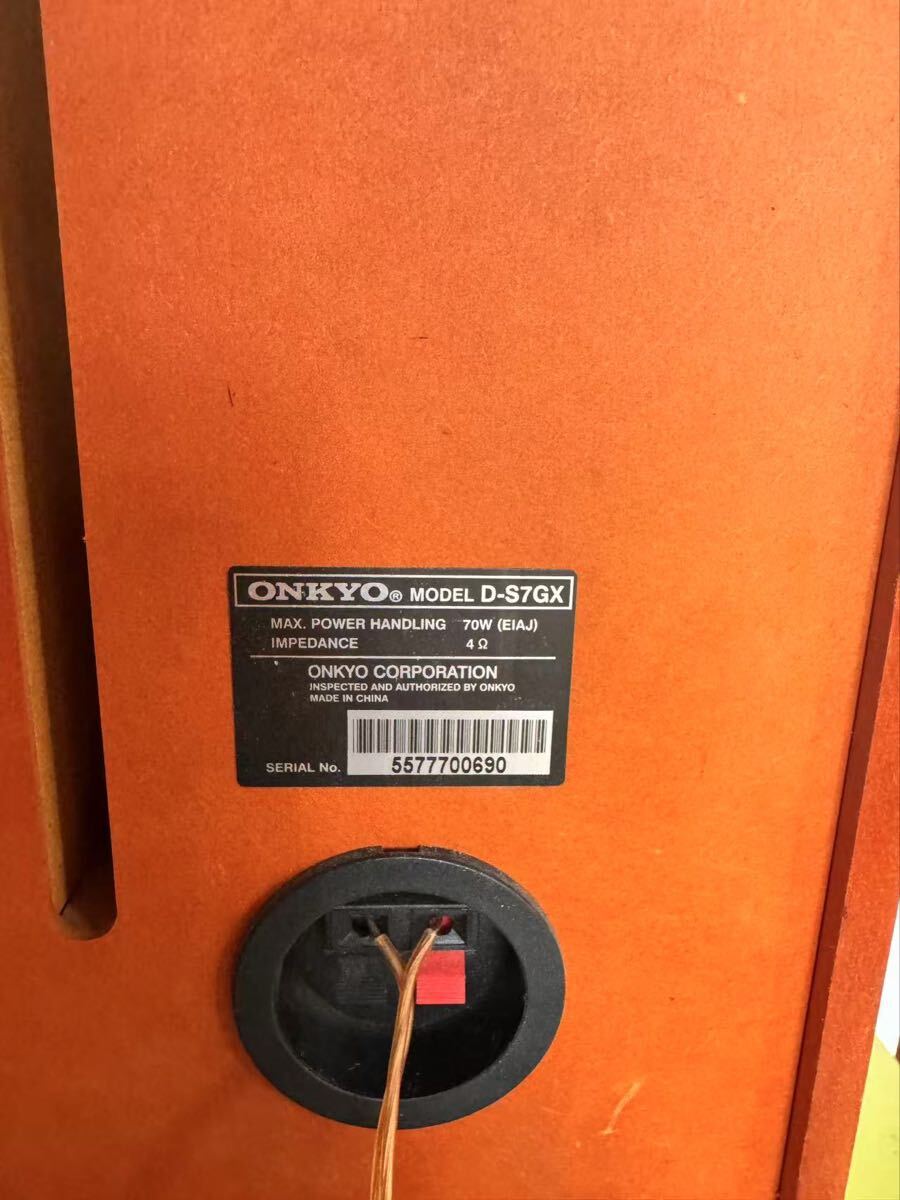 ONKYO® MODEL D-S7GX
MAX. POWER HANDLING 70W (EIAJ)
IMPEDANCE 4 Ω
ONKYO CORPORATION
INSPECTED AND AUTHORIZED BY ONKYO
MADE IN CHINA
SERIAL No. 5577700690